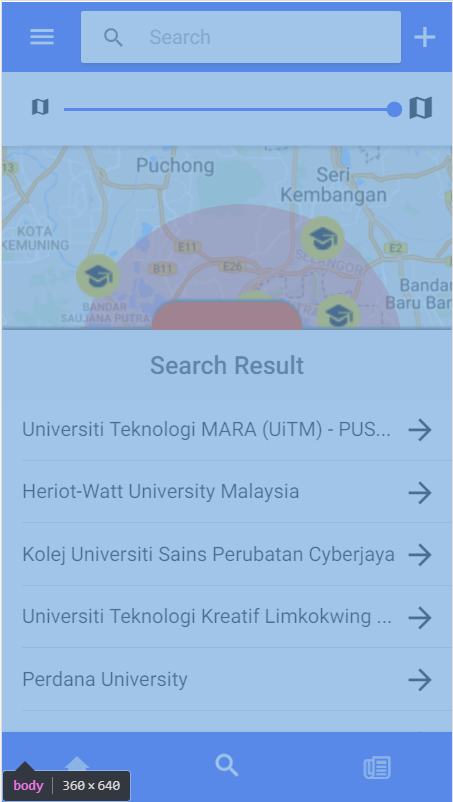 Search
Puchong
Seri
Kembangan
KOTA
KEMUNING
E11
E2
SELANGOR
B11
E26
Bandar
Baru Ban
BANDAR
SAUJANA PUTRA
Search Result
Universiti Teknologi MARA (UiTM) - PUS...
Heriot-Watt University Malaysia
Kolej Universiti Sains Perubatan Cyberjaya
Universiti Teknologi Kreatif Limkokwing ...
Perdana University
body 360 × 640